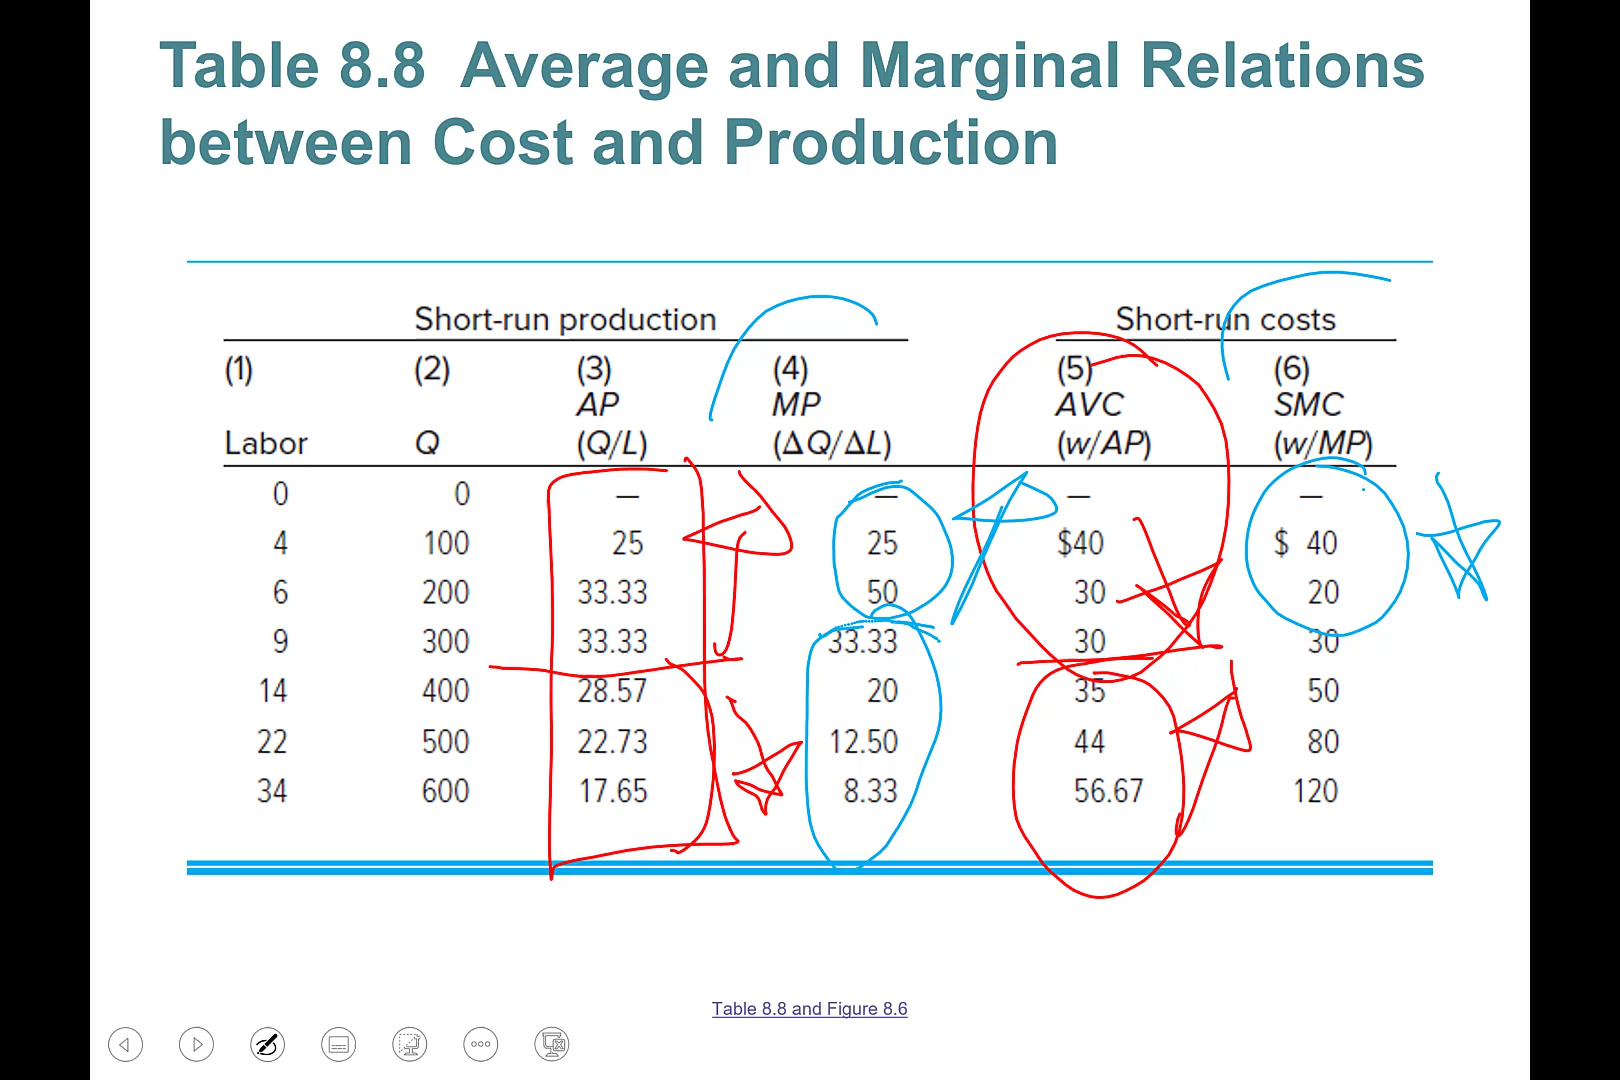 Table 8.8 Average and Marginal Relations
between Cost and Production
Short-run production Short-run costs
(1) (2) (3) (4) (5) (6)
AP MP AVC SMC
Labor Q (Q/L) (ΔQ/ΔL) (w/AP) (w/MP)
0 0 — — — —
4 100 25 25 $40 $ 40
6 200 33.33 50 30 20
9 300 33.33 33.33 30 30
14 400 28.57 20 35 50
22 500 22.73 12.50 44 80
34 600 17.65 8.33 56.67 120
Table 8.8 and Figure 8.6